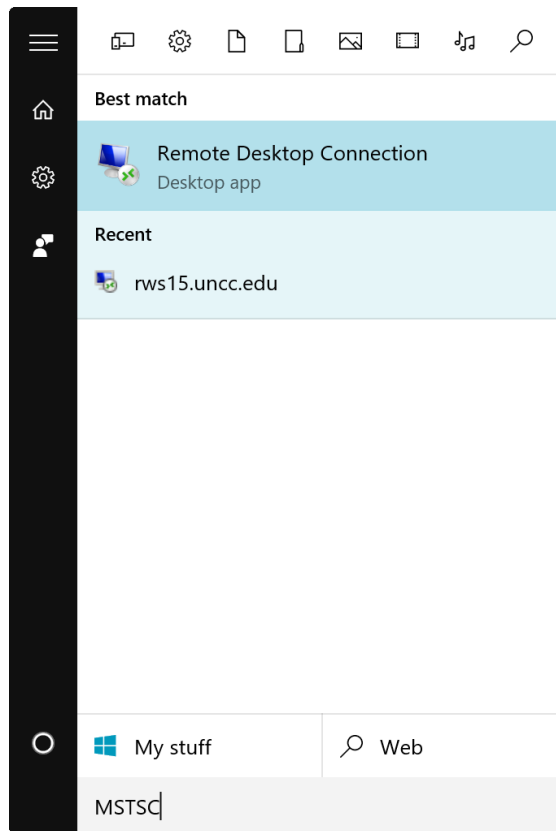 Best match
Remote Desktop Connection
Desktop app
Recent
rws15.uncc.edu
My stuff
Web
MSTSC